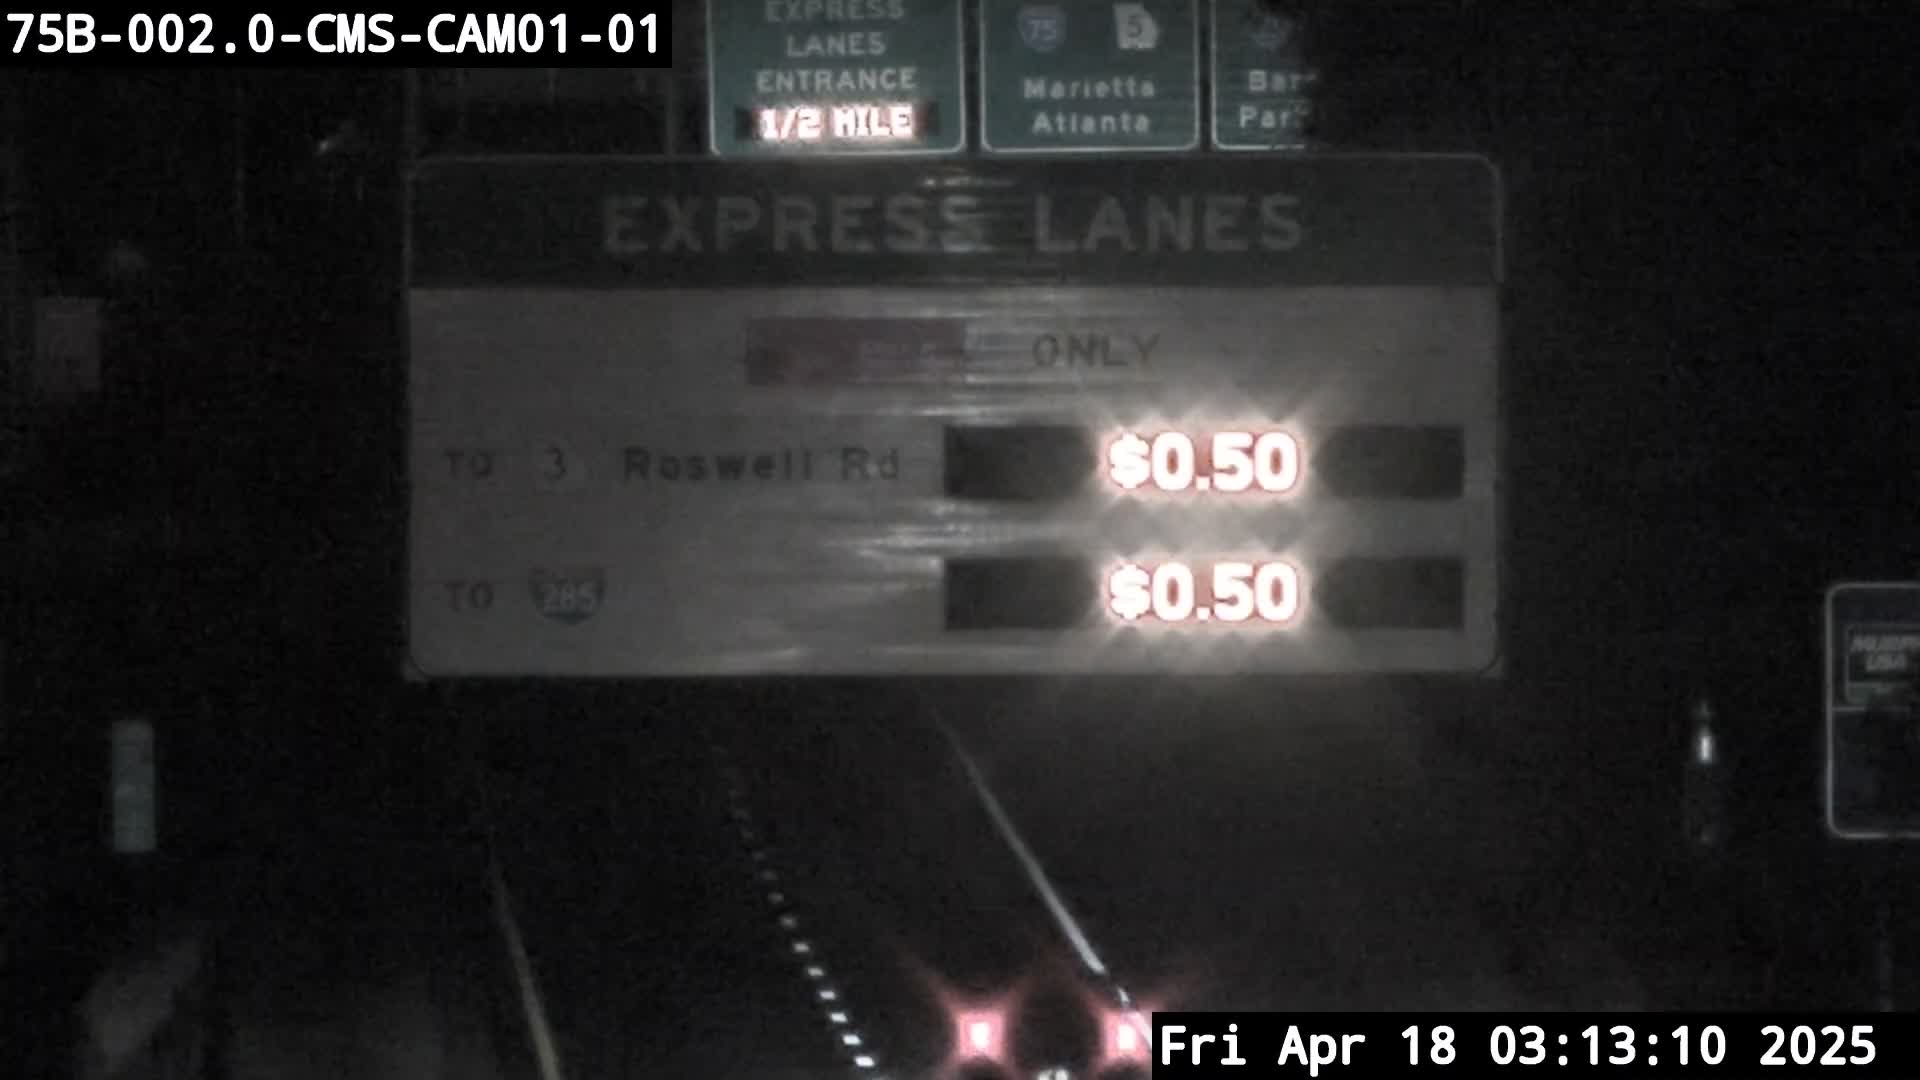 75B-002.0-CMS-CAM01-01
EXPRESS
LANES
ENTRANCE
1/2 MILE
75 5
Marietta
Atlanta
EXPRESS LANES
ONLY
TO 3 Roswell Rd $0.50
TO 285 $0.50
Fri Apr 18 03:13:10 2025